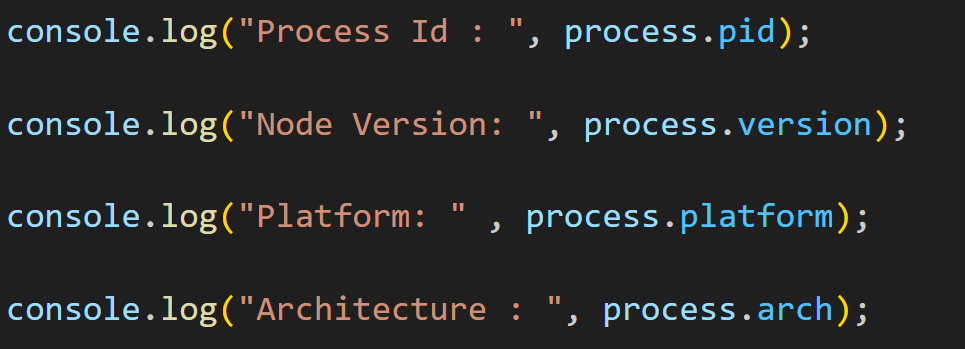 console.log("Process Id : ", process.pid);
console.log("Node Version: ", process.version);
console.log("Platform: " , process.platform);
console.log("Architecture : ", process.arch);